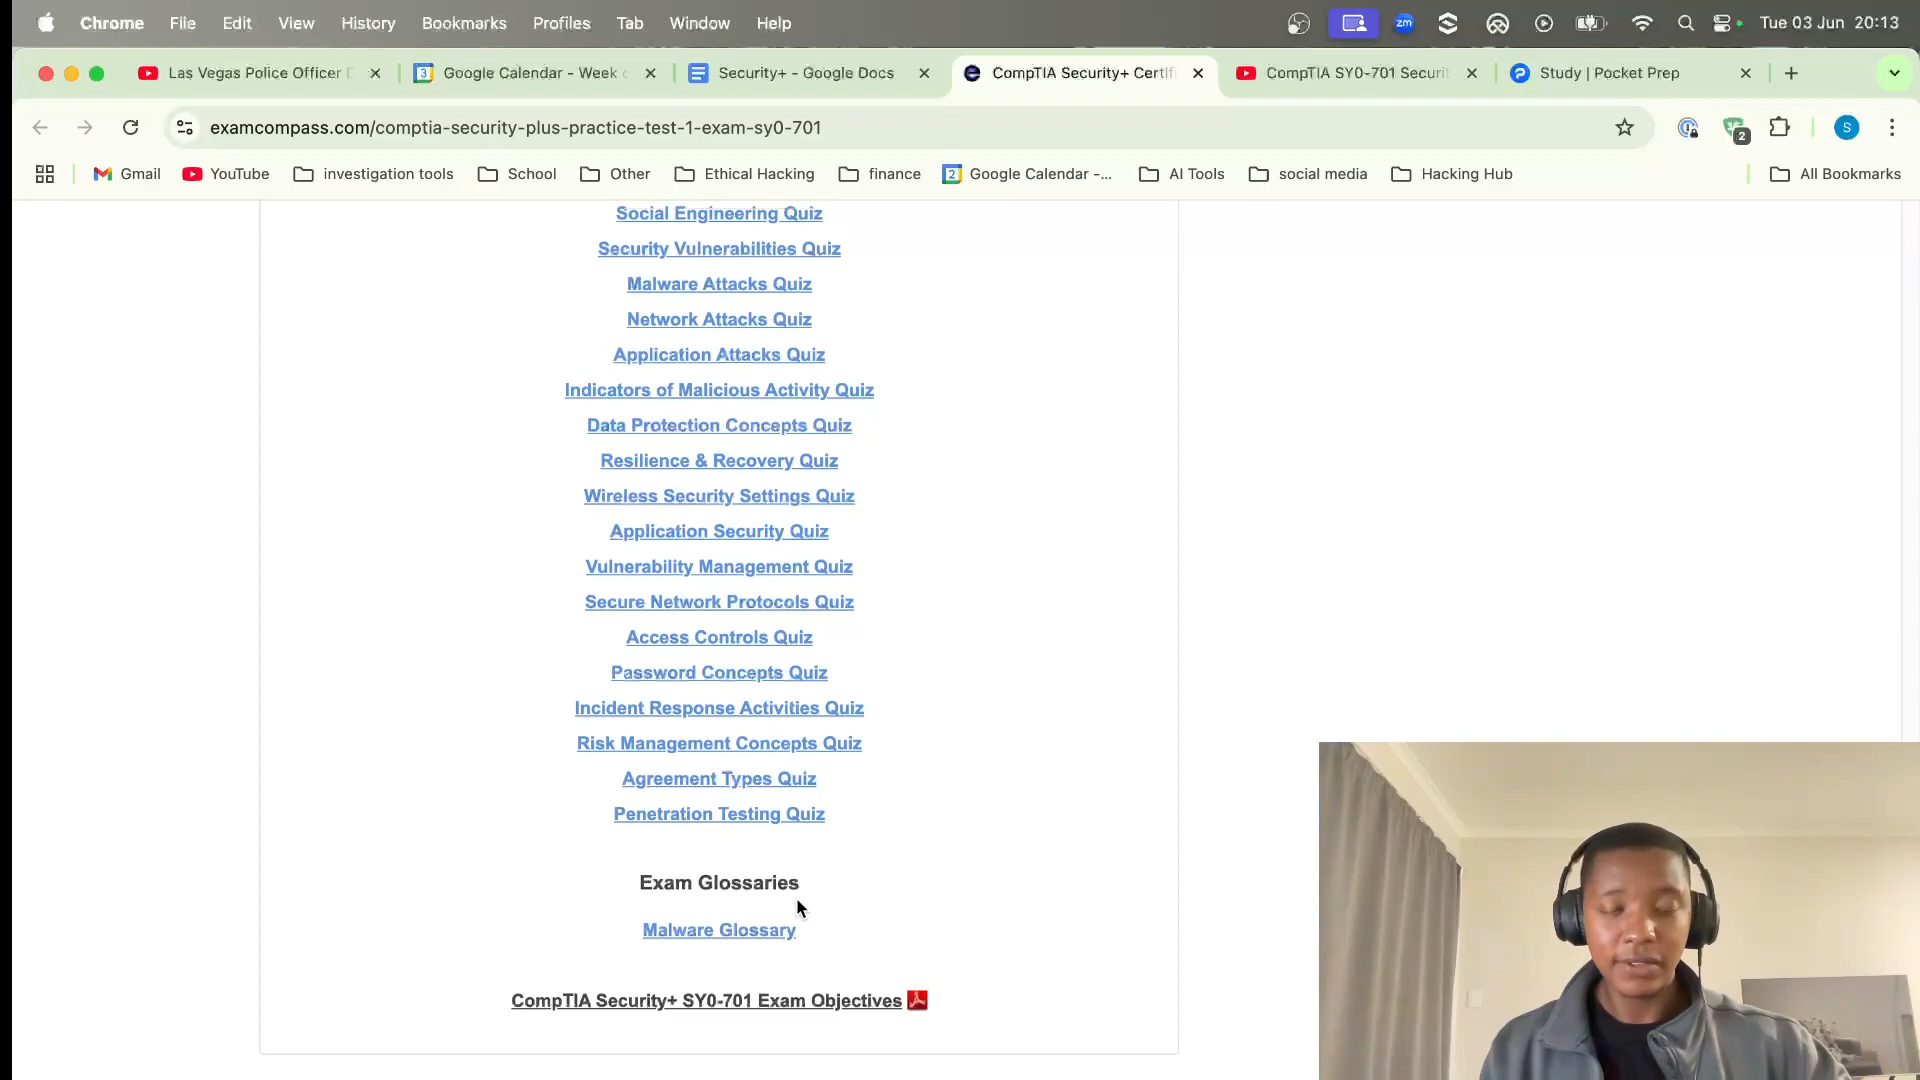 Chrome File Edit View History Bookmarks Profiles Tab Window Help zm Tue 03 Jun 20:13
Las Vegas Police Officer Google Calendar - Week Security+ - Google Docs CompTIA Security+ Certif CompTIA SY0-701 Securit Study | Pocket Prep
examcompass.com/comptia-security-plus-practice-test-1-exam-sy0-701 2 S
Gmail YouTube investigation tools School Other Ethical Hacking finance Google Calendar -... AI Tools social media Hacking Hub All Bookmarks
Social Engineering Quiz
Security Vulnerabilities Quiz
Malware Attacks Quiz
Network Attacks Quiz
Application Attacks Quiz
Indicators of Malicious Activity Quiz
Data Protection Concepts Quiz
Resilience & Recovery Quiz
Wireless Security Settings Quiz
Application Security Quiz
Vulnerability Management Quiz
Secure Network Protocols Quiz
Access Controls Quiz
Password Concepts Quiz
Incident Response Activities Quiz
Risk Management Concepts Quiz
Agreement Types Quiz
Penetration Testing Quiz
Exam Glossaries
Malware Glossary
CompTIA Security+ SY0-701 Exam Objectives